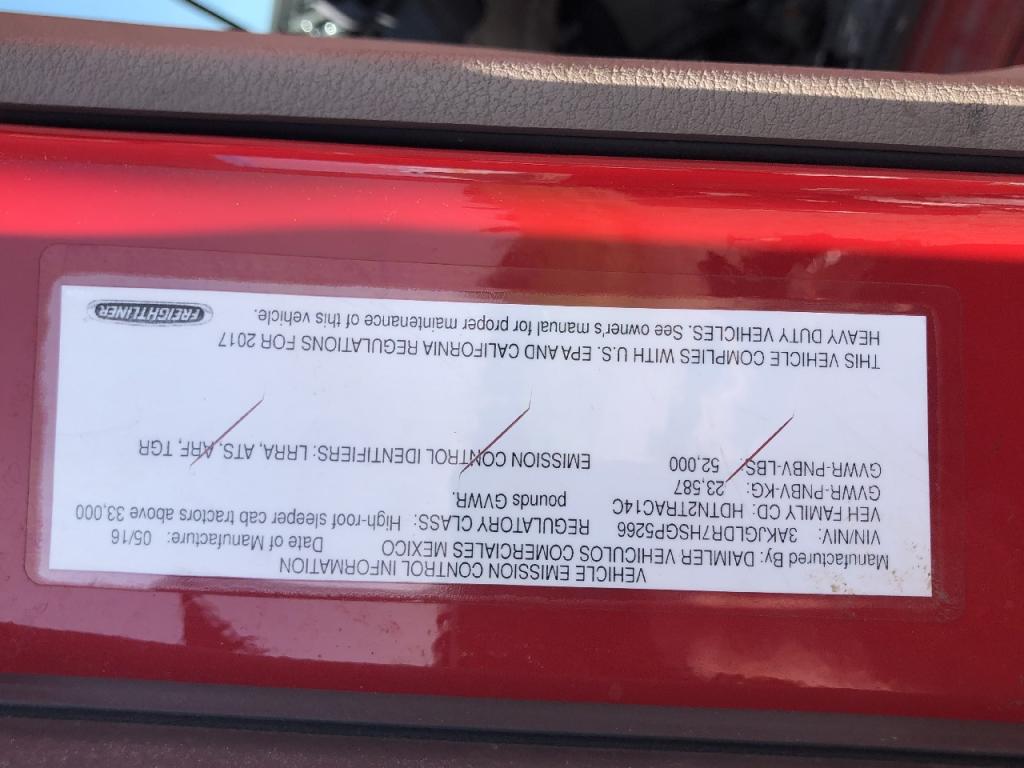 VEHICLE EMISSION CONTROL INFORMATION
Manufactured By: DAIMLER VEHICULOS COMERCIALES MEXICO Date of Manufacture: 05/16
VIN/NIV: 3AKJGLDR7HSGP5266 REGULATORY CLASS: High-roof sleeper cab tractors above 33,000
VEH FAMILY CD: HDTN2TRAC14C pounds GVWR.
GVWR-PNBV-KG: 23,587
GVWR-PNBV-LBS: 52,000 EMISSION CONTROL IDENTIFIERS: LRRA, ATS, ARF, TGR
THIS VEHICLE COMPLIES WITH U.S. EPA AND CALIFORNIA REGULATIONS FOR 2017
HEAVY DUTY VEHICLES. See owner's manual for proper maintenance of this vehicle.
FREIGHTLINER